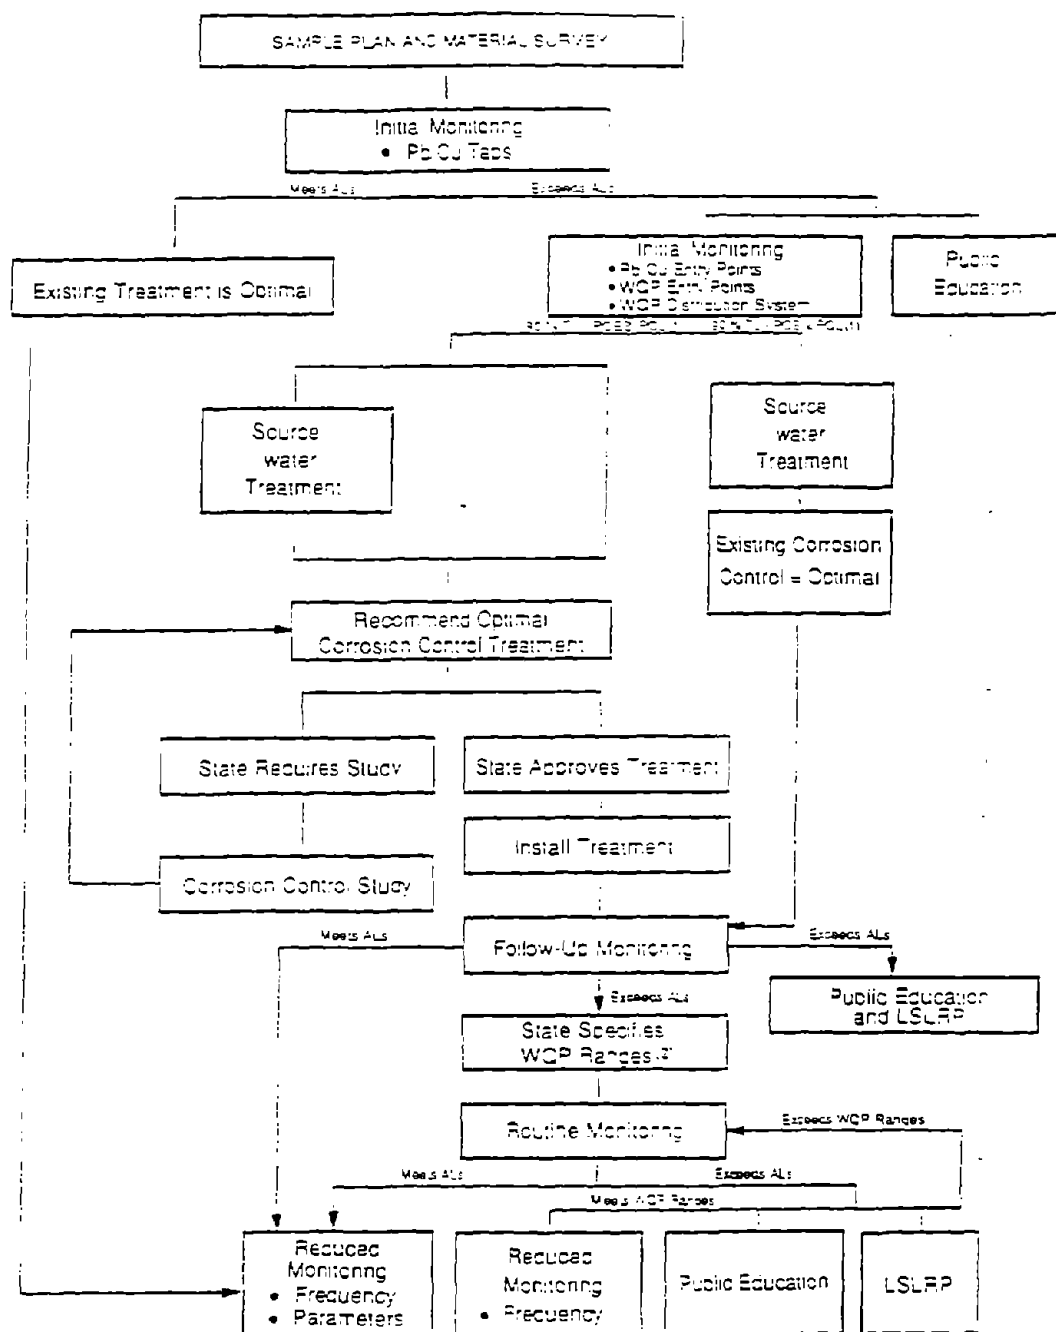 SAMPLE PLAN AND MATERIAL SURVEY
Initial Monitoring
• Pb/Cu Taps
Meets ALs
Exceeds ALs
Existing Treatment is Optimal
Initial Monitoring
• Pb/Cu Entry Points
• WQP Entry Points
• WQP Distribution System
Public
Education
Source
water
Treatment
Source
water
Treatment
Existing Corrosion
Control = Optimal
Recommend Optimal
Corrosion Control Treatment
State Requires Study
State Approves Treatment
Install Treatment
Corrosion Control Study
Meets ALs
Follow-Up Monitoring
Exceeds ALs
Public Education
and LSLRP
Exceeds ALs
State Specifies
WQP Ranges (2)
Routine Monitoring
Exceeds WQP Ranges
Meets ALs
Exceeds ALs
Meets WQP Ranges
Reduced
Monitoring
• Frequency
• Parameters
Reduced
Monitoring
• Frequency
Public Education
LSLRP